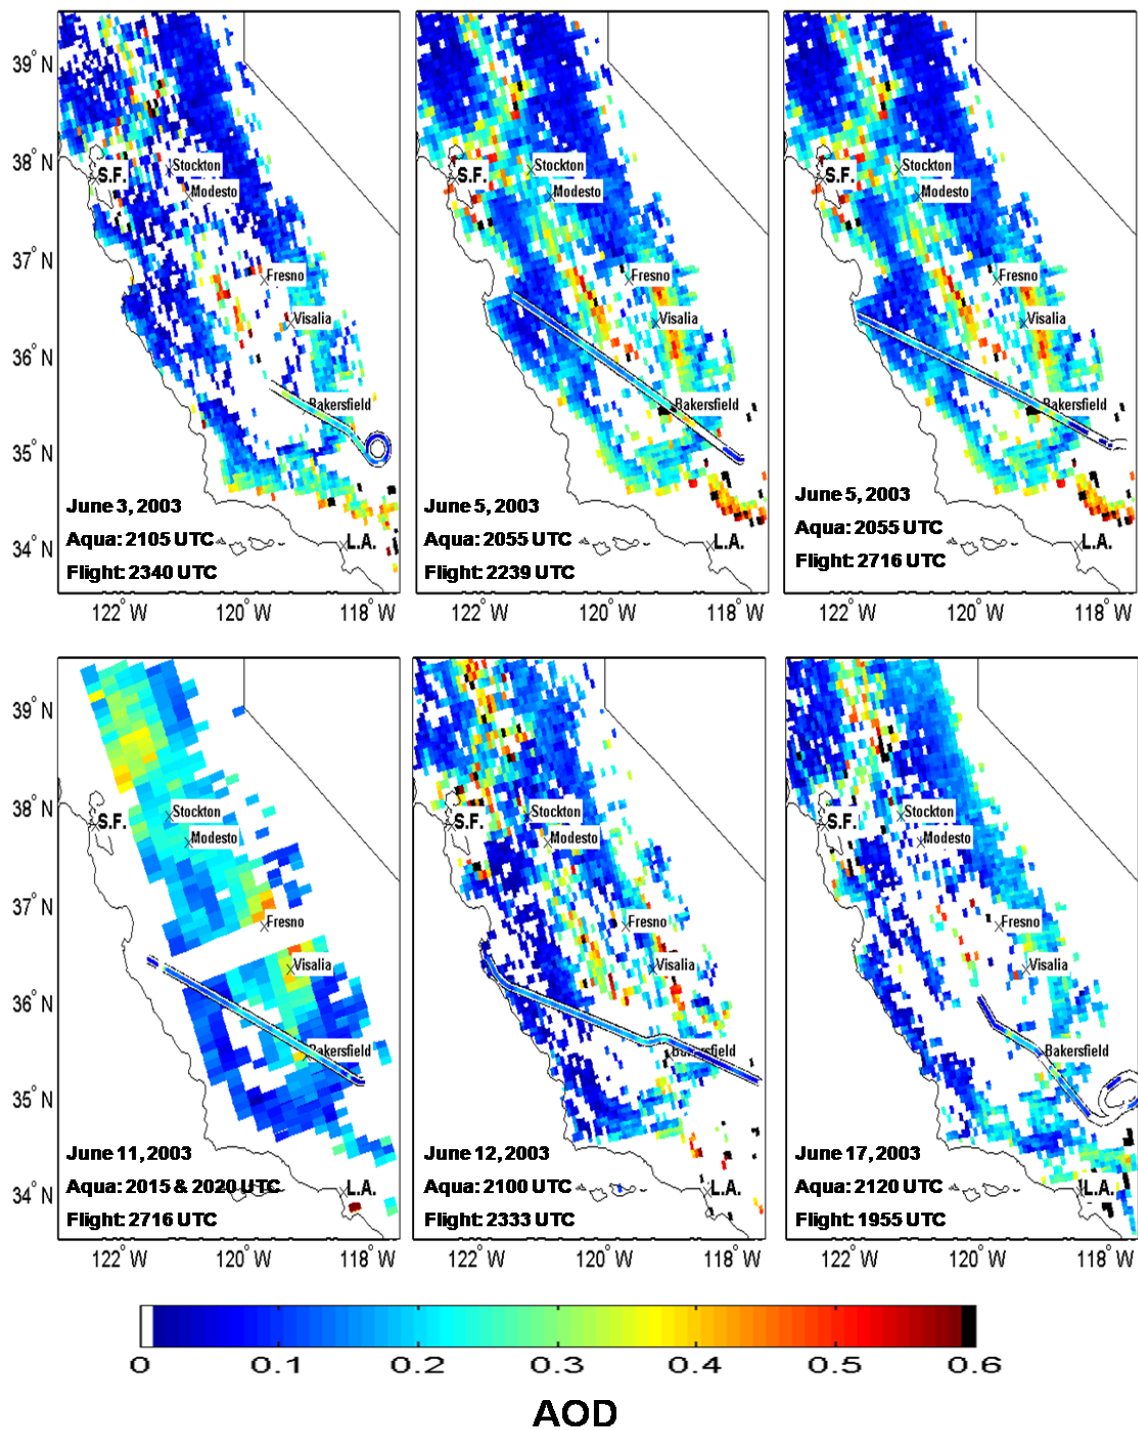 39° N
38° N
37° N
36° N
35° N
34° N
S.F.
Stockton
Modesto
Fresno
Visalia
Bakersfield
L.A.
June 3, 2003
Aqua: 2105 UTC
Flight: 2340 UTC
122° W 120° W 118° W
S.F.
Stockton
Modesto
Fresno
Visalia
Bakersfield
L.A.
June 5, 2003
Aqua: 2055 UTC
Flight: 2239 UTC
122° W 120° W 118° W
S.F.
Stockton
Modesto
Fresno
Visalia
Bakersfield
L.A.
June 5, 2003
Aqua: 2055 UTC
Flight: 2716 UTC
122° W 120° W 118° W
39° N
38° N
37° N
36° N
35° N
34° N
S.F.
Stockton
Modesto
Fresno
Visalia
Bakersfield
L.A.
June 11, 2003
Aqua: 2015 & 2020 UTC
Flight: 2716 UTC
122° W 120° W 118° W
S.F.
Stockton
Modesto
Fresno
Visalia
Bakersfield
L.A.
June 12, 2003
Aqua: 2100 UTC
Flight: 2333 UTC
122° W 120° W 118° W
S.F.
Stockton
Modesto
Fresno
Visalia
Bakersfield
L.A.
June 17, 2003
Aqua: 2120 UTC
Flight: 1955 UTC
122° W 120° W 118° W
0 0.1 0.2 0.3 0.4 0.5 0.6
AOD